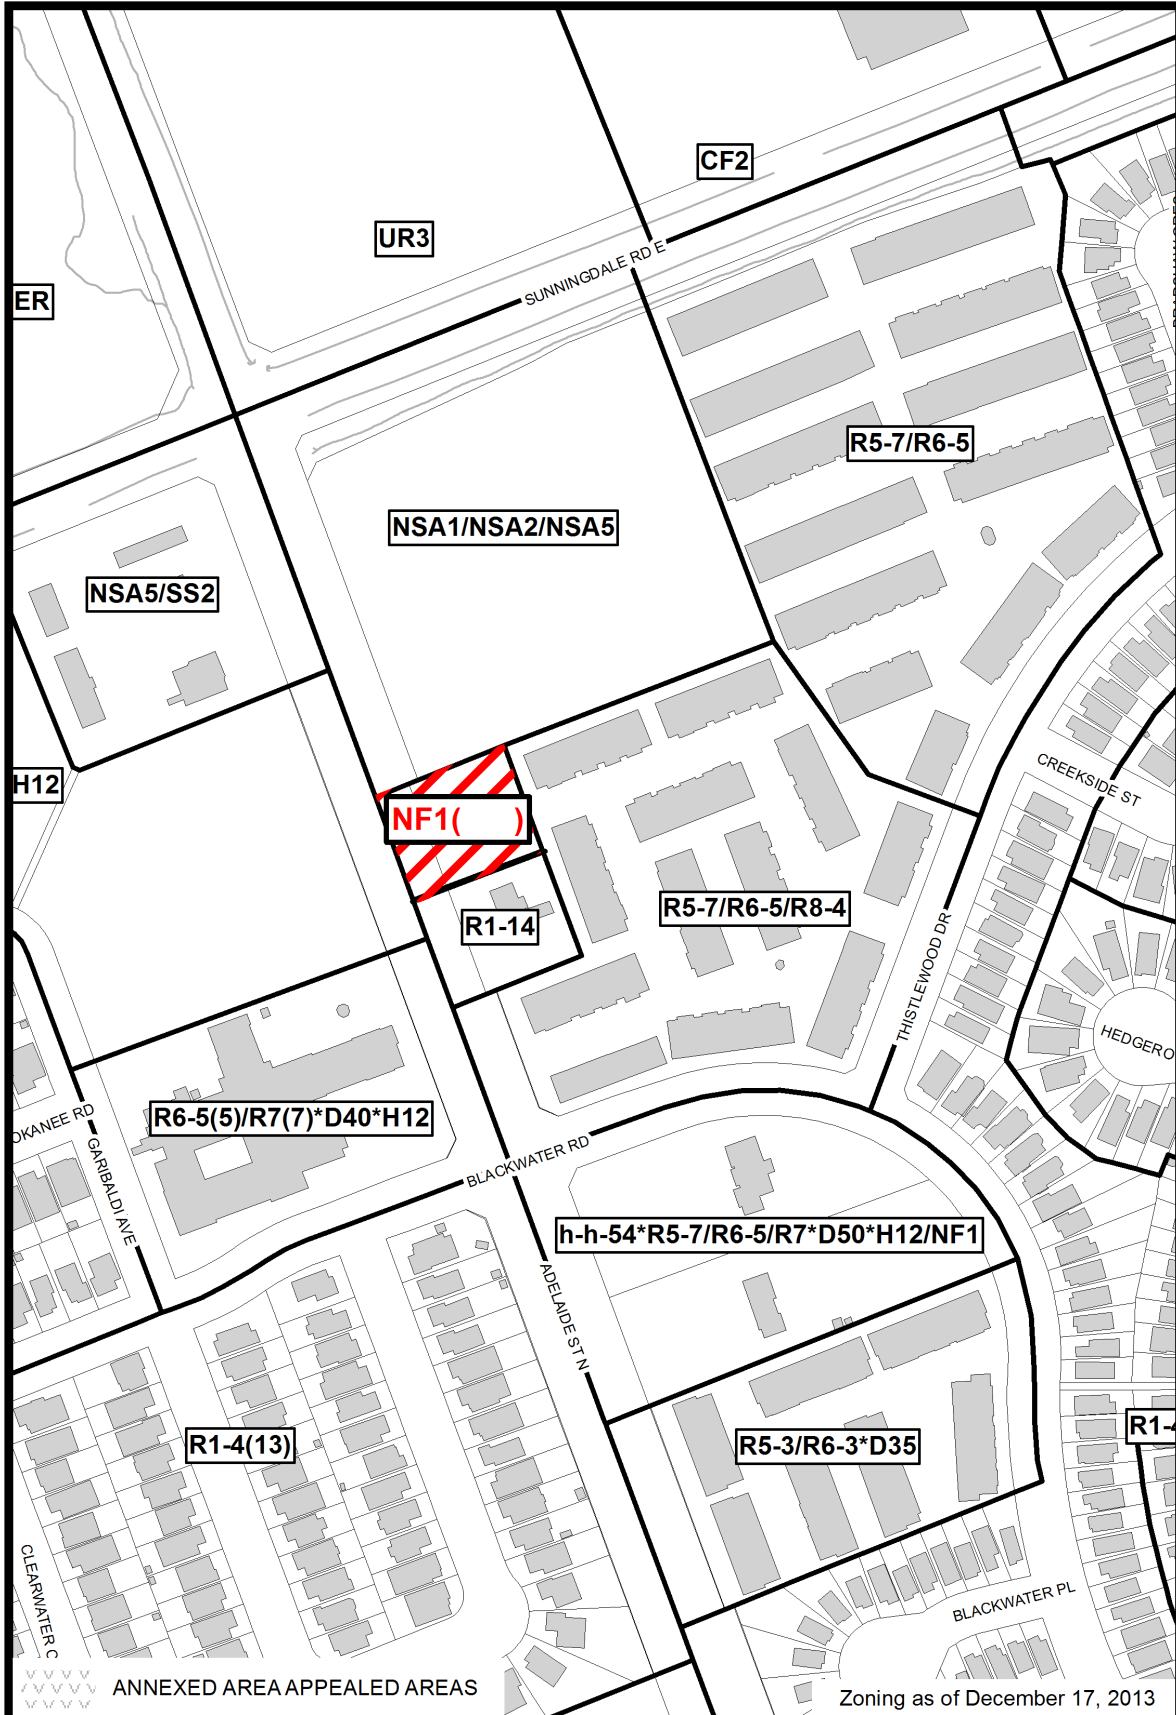 CF2
UR3
SUNNINGDALE RD E
ER
R5-7/R6-5
NSA1/NSA2/NSA5
NSA5/SS2
CREEKSIDE ST
H12
NF1( )
R5-7/R6-5/R8-4
R1-14
THISTLEWOOD DR
HEDGERO
R6-5(5)/R7(7)*D40*H12
OKANEE RD
GARIBALDI AVE
BLACKWATER RD
h-h-54*R5-7/R6-5/R7*D50*H12/NF1
ADELAIDE ST N
R1-4(13)
R5-3/R6-3*D35
R1-4
CLEARWATER C
BLACKWATER PL
ANNEXED AREA APPEALED AREAS
Zoning as of December 17, 2013